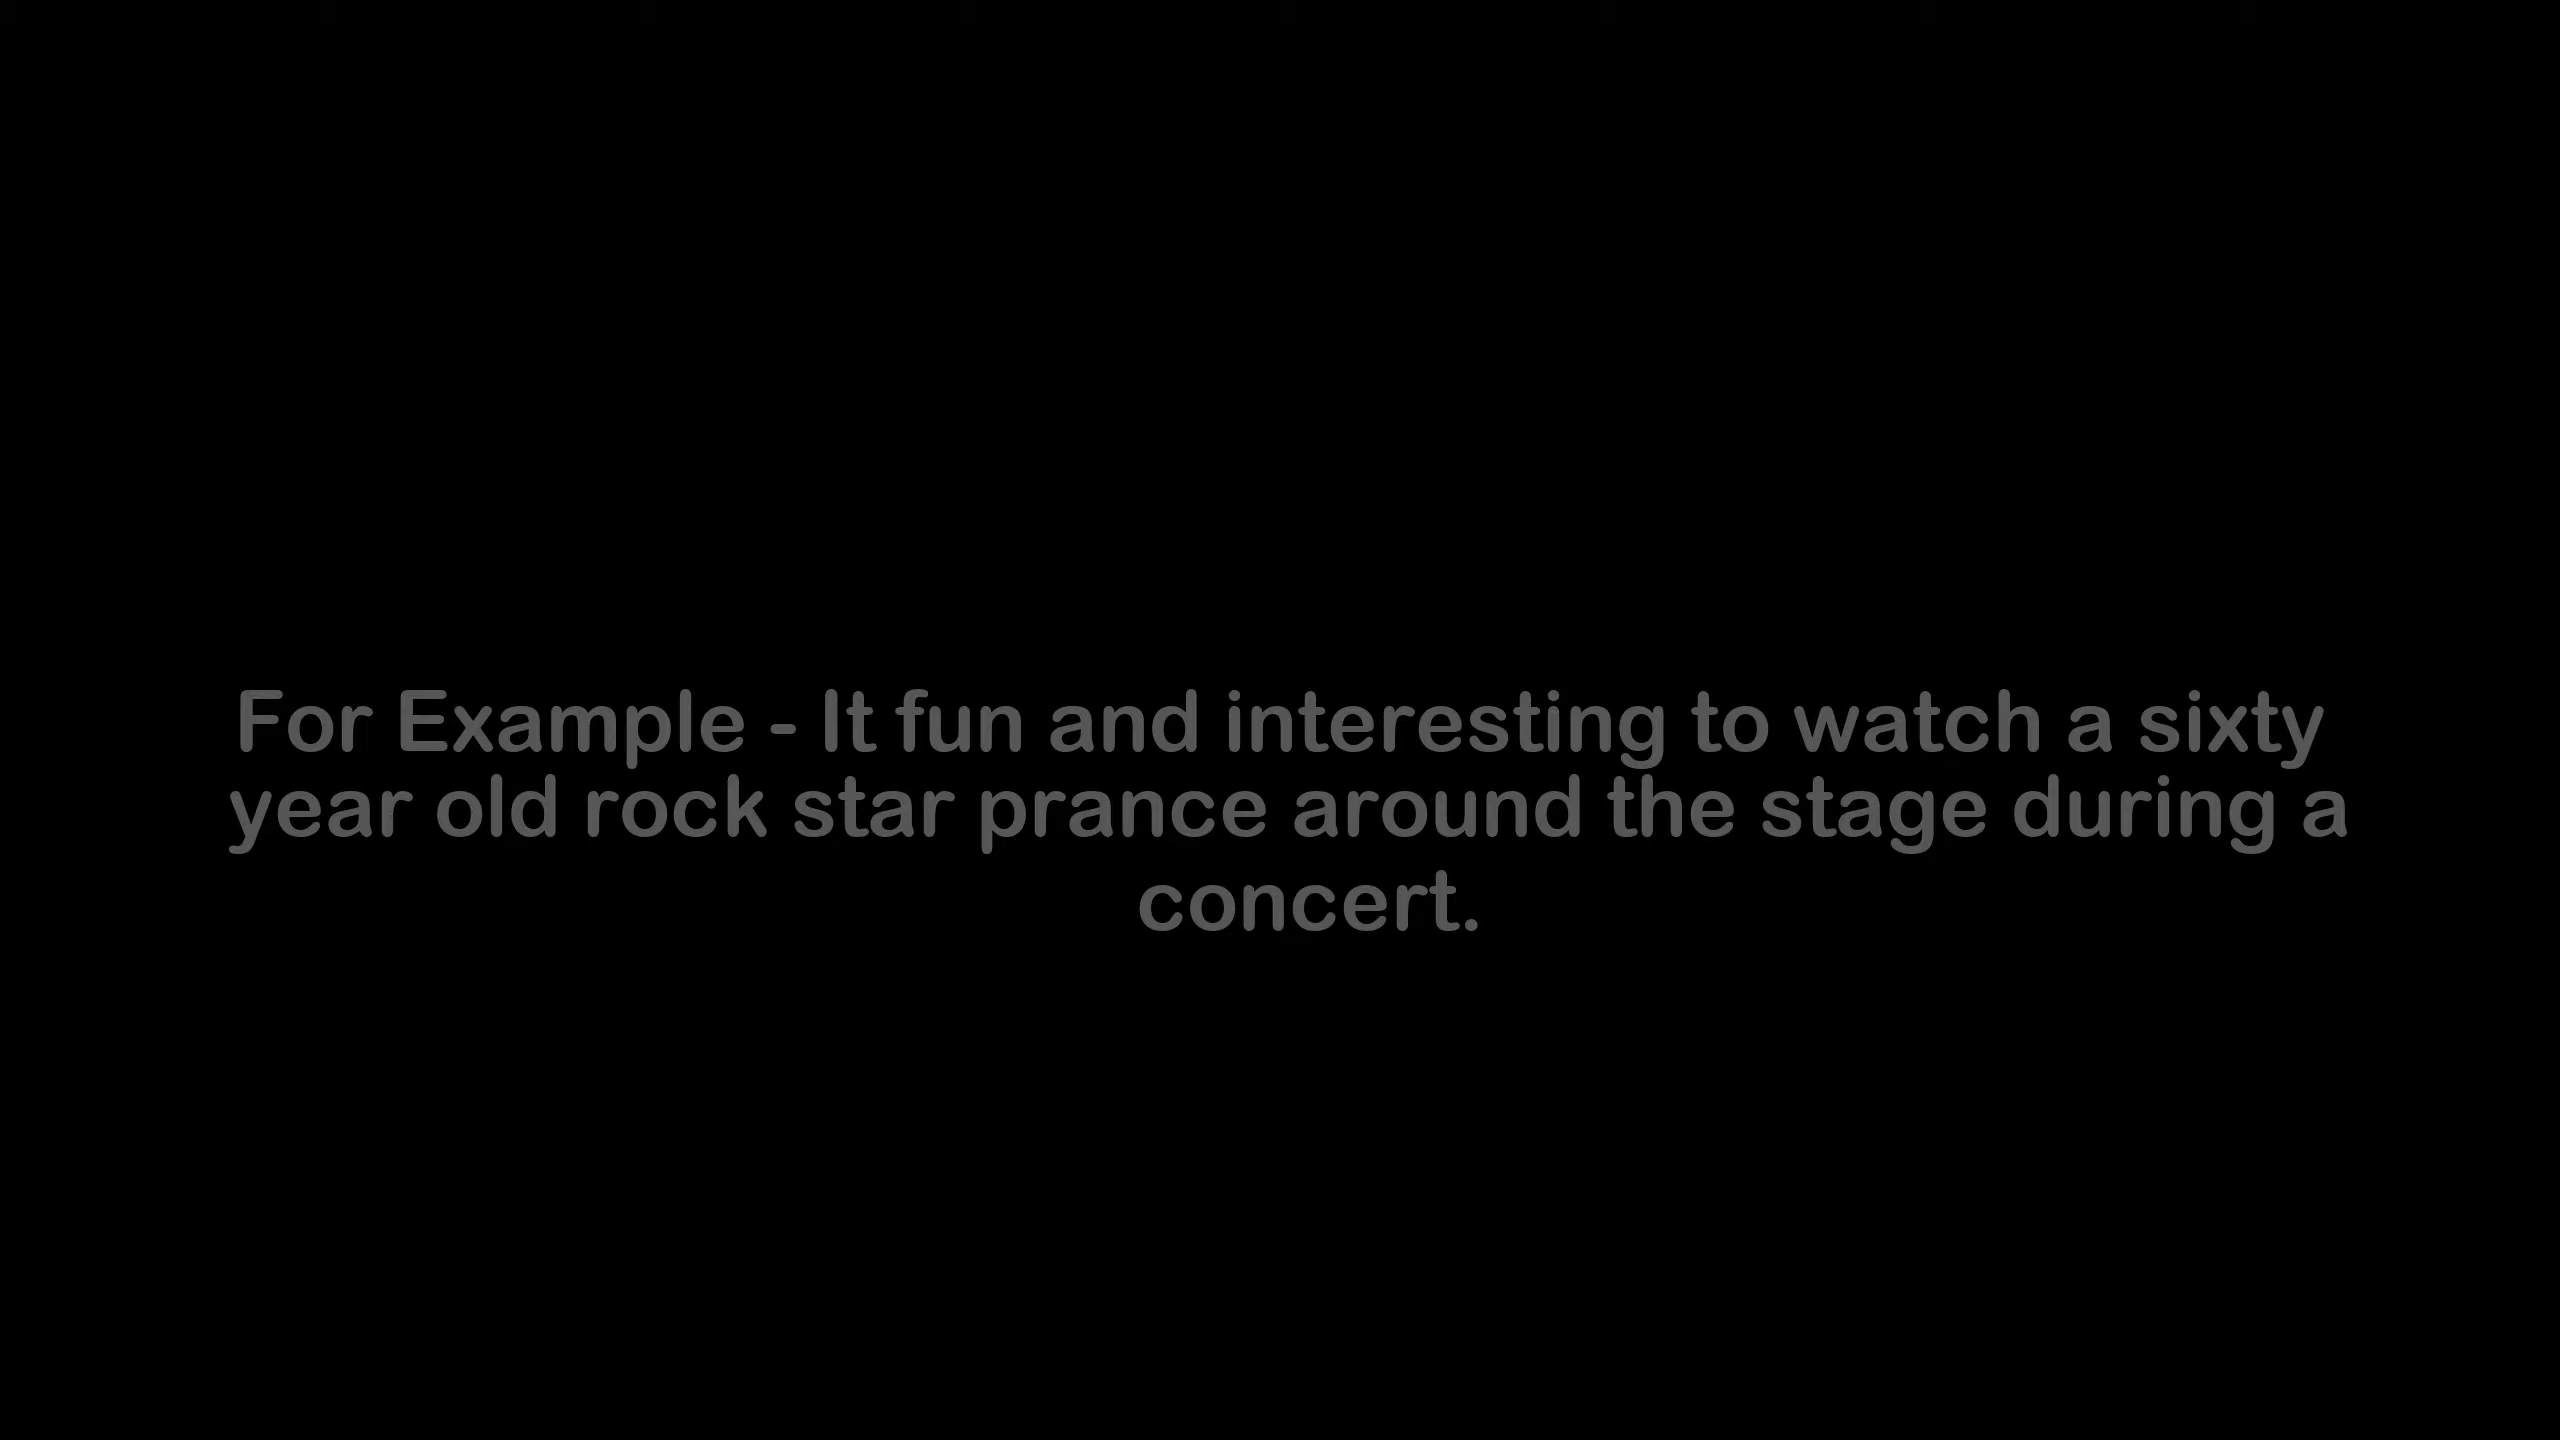 For Example - It fun and interesting to watch a sixty
year old rock star prance around the stage during a
concert.